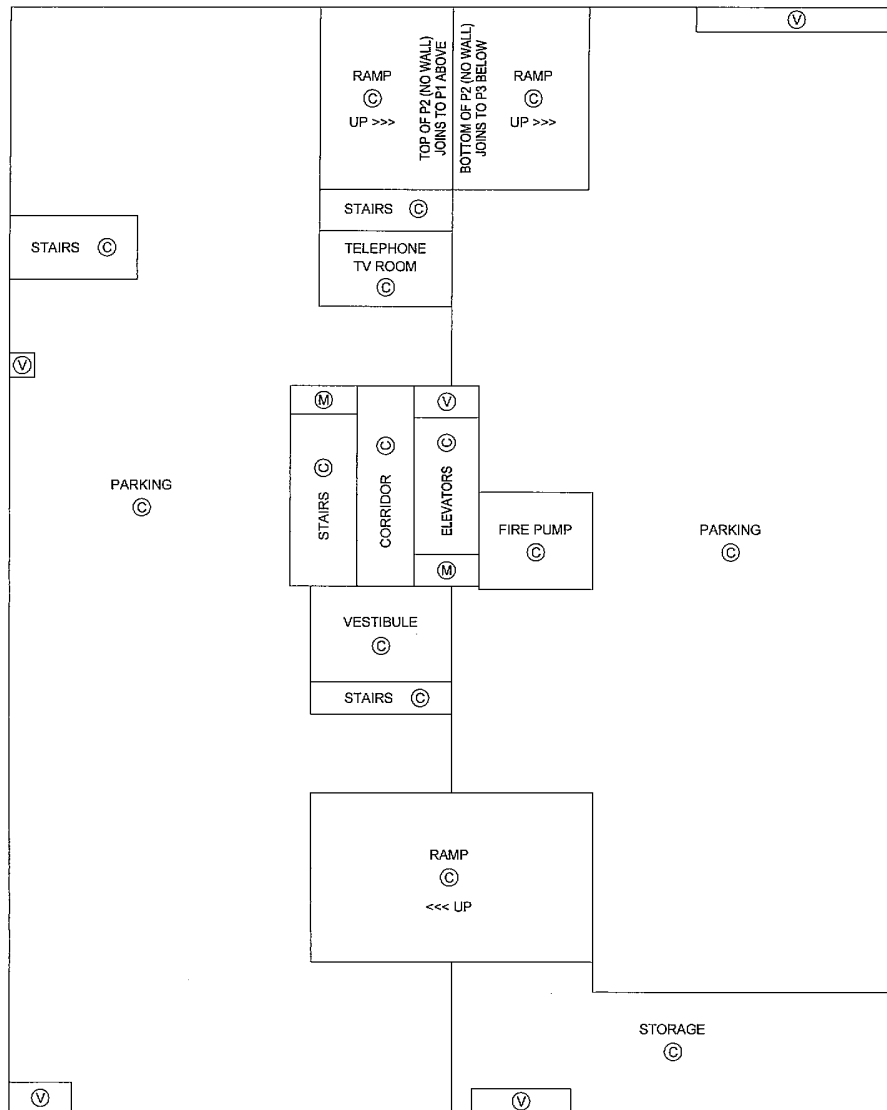 Ⓥ
RAMP
Ⓒ
UP >>>
TOP OF P2 (NO WALL)
JOINS TO P1 ABOVE
BOTTOM OF P2 (NO WALL)
JOINS TO P3 BELOW
RAMP
Ⓒ
UP >>>
STAIRS Ⓒ
STAIRS Ⓒ
TELEPHONE
TV ROOM
Ⓒ
Ⓥ
Ⓜ
Ⓥ
STAIRS Ⓒ
CORRIDOR Ⓒ
ELEVATORS Ⓒ
PARKING
Ⓒ
FIRE PUMP
Ⓒ
PARKING
Ⓒ
Ⓜ
VESTIBULE
Ⓒ
STAIRS Ⓒ
RAMP
Ⓒ
<<< UP
STORAGE
Ⓒ
Ⓥ
Ⓥ